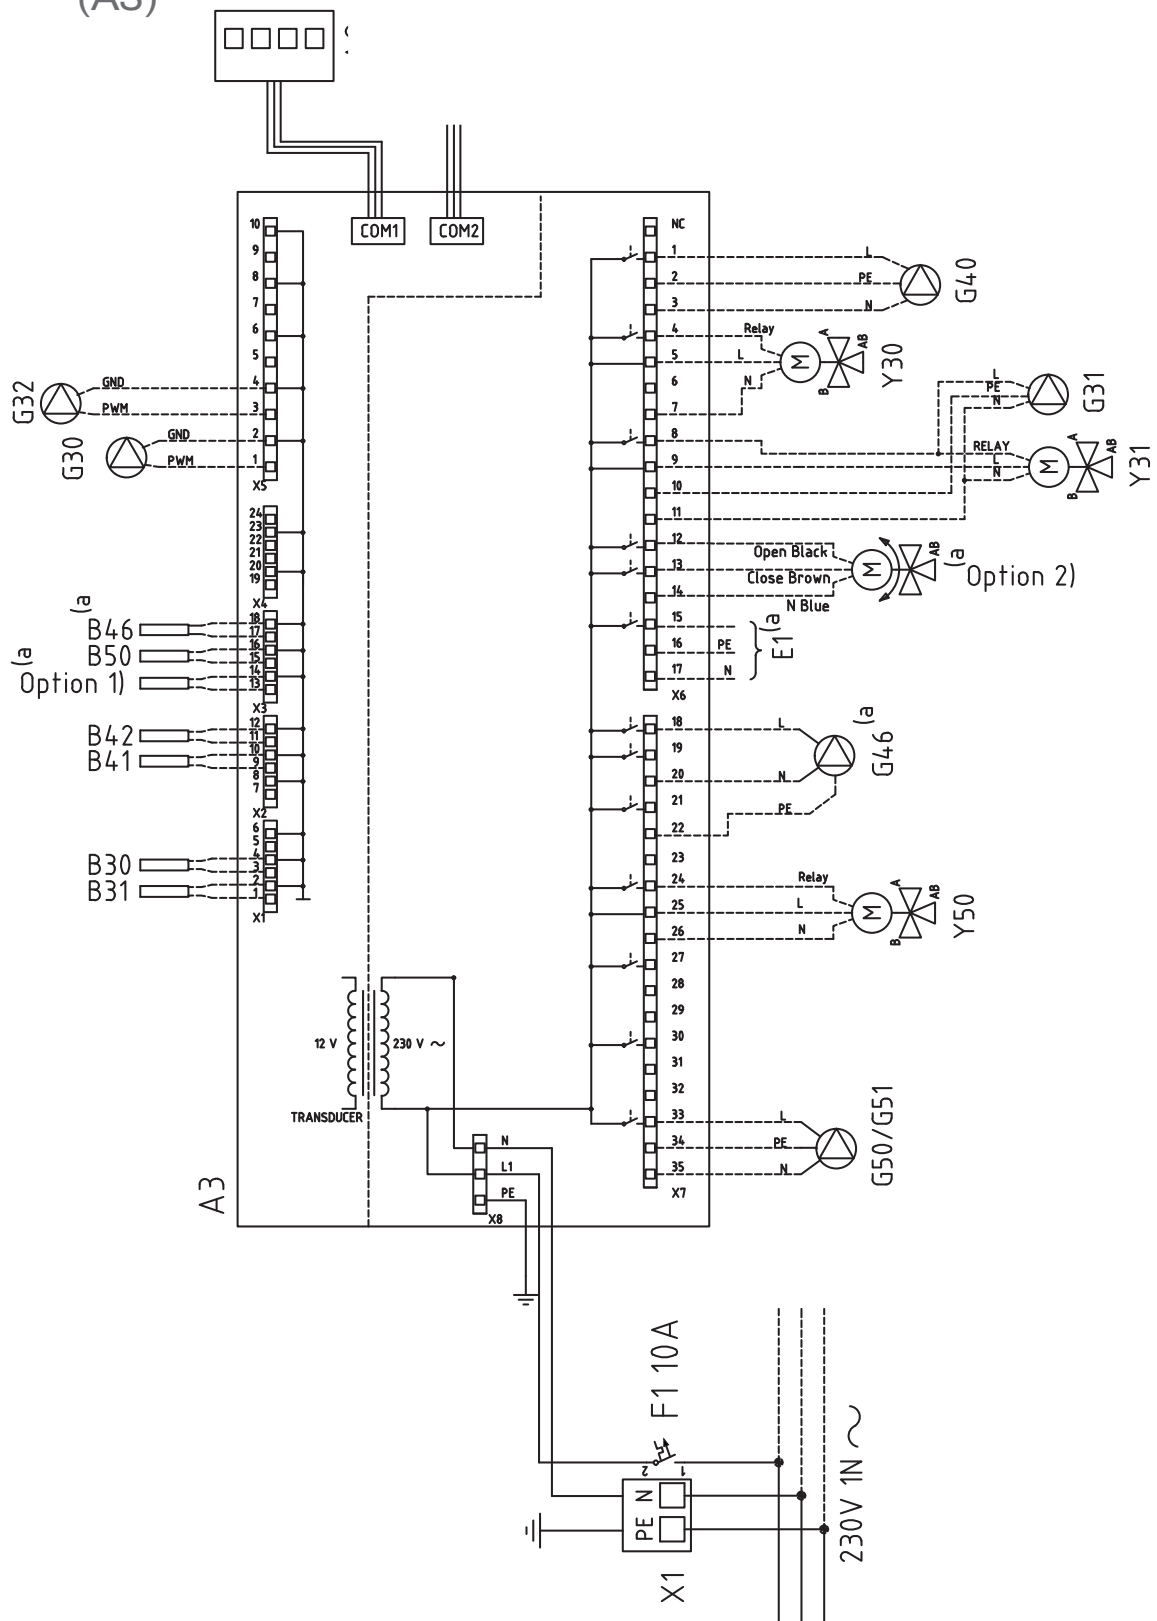 (A3)
COM1
COM2
10
9
8
7
6
5
4
3
2
1
X5
GND
PWM
G32
GND
PWM
G30
24
23
22
21
20
19
X4
18
17
16
15
14
13
X3
B46
(a
B50
(a
Option 1)
12
11
10
9
8
7
X2
B42
B41
6
5
4
3
2
1
X1
B30
B31
NC
1
2
3
4
5
6
7
8
9
10
11
12
13
14
15
16
17
X6
L
PE
N
G40
Relay
L
N
M
A
AB
B
Y30
L
PE
N
G31
RELAY
L
N
M
A
AB
B
Y31
Open Black
Close Brown
N Blue
M
AB
(a
Option 2)
PE
N
E1 (a
18
19
20
21
22
23
24
25
26
27
28
29
30
31
32
33
34
35
X7
L
N
PE
G46
(a
Relay
L
N
M
A
AB
B
Y50
L
PE
N
G50/G51
12 V
230 V ~
TRANSDUCER
A3
N
L1
PE
X8
F1 10A
2
1
N
PE
X1
230V 1N ~